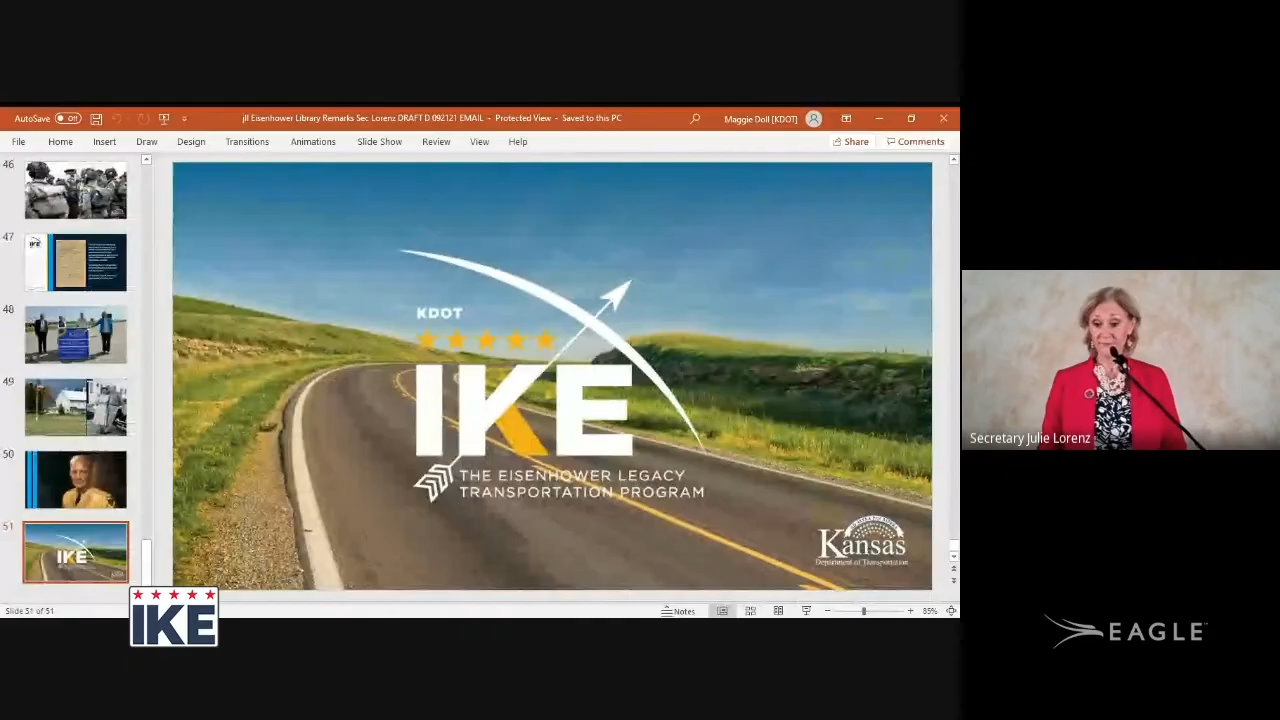 AutoSave Off
jll Eisenhower Library Remarks Sec Lorenz DRAFT D 092121 EMAIL – Protected View – Saved to this PC
Maggie Doll [KDOT]
File Home Insert Draw Design Transitions Animations Slide Show Review View Help
Share Comments
46
47
IKE
48
49
50
51
IKE
KDOT
IKE
THE EISENHOWER LEGACY
TRANSPORTATION PROGRAM
Kansas
Department of Transportation
Secretary Julie Lorenz
Slide 51 of 51
Notes
85%
IKE
EAGLE